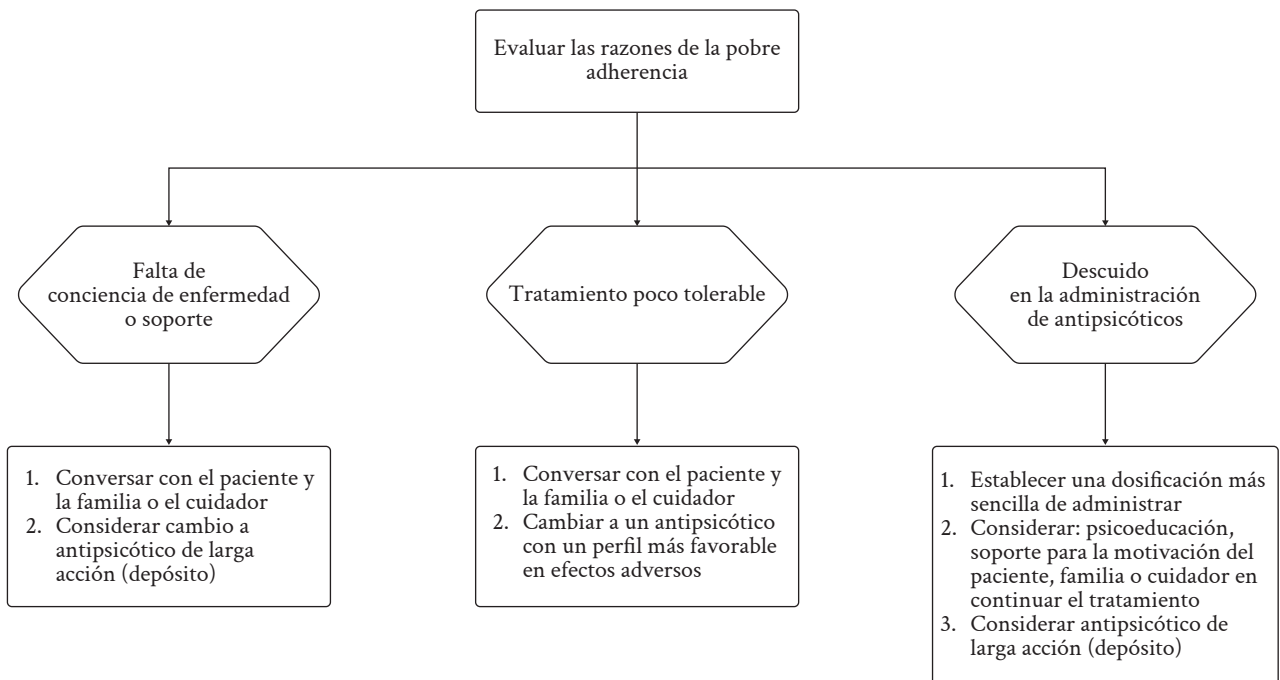 Evaluar las razones de la pobre
adherencia
Falta de
conciencia de enfermedad
o soporte
Tratamiento poco tolerable
Descuido
en la administración
de antipsicóticos
1. Conversar con el paciente y
la familia o el cuidador
2. Considerar cambio a
antipsicótico de larga
acción (depósito)
1. Conversar con el paciente y
la familia o el cuidador
2. Cambiar a un antipsicótico
con un perfil más favorable
en efectos adversos
1. Establecer una dosificación más
sencilla de administrar
2. Considerar: psicoeducación,
soporte para la motivación del
paciente, familia o cuidador en
continuar el tratamiento
3. Considerar antipsicótico de
larga acción (depósito)